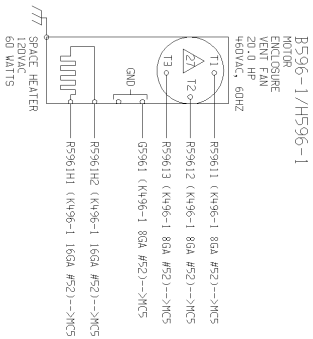 B596-1/H596-1
MOTOR
ENCLOSURE
VENT FAN
20.0 HP
460VAC, 60HZ
T1
T2
T3
27
GND
R59611 (K496-1 8GA #52)-->MC5
R59612 (K496-1 8GA #52)-->MC5
R59613 (K496-1 8GA #52)-->MC5
G5961 (K496-1 8GA #52)-->MC5
R5961H2 (K496-1 16GA #52)-->MC5
R5961H1 (K496-1 16GA #52)-->MC5
SPACE HEATER
120VAC
60 WATTS